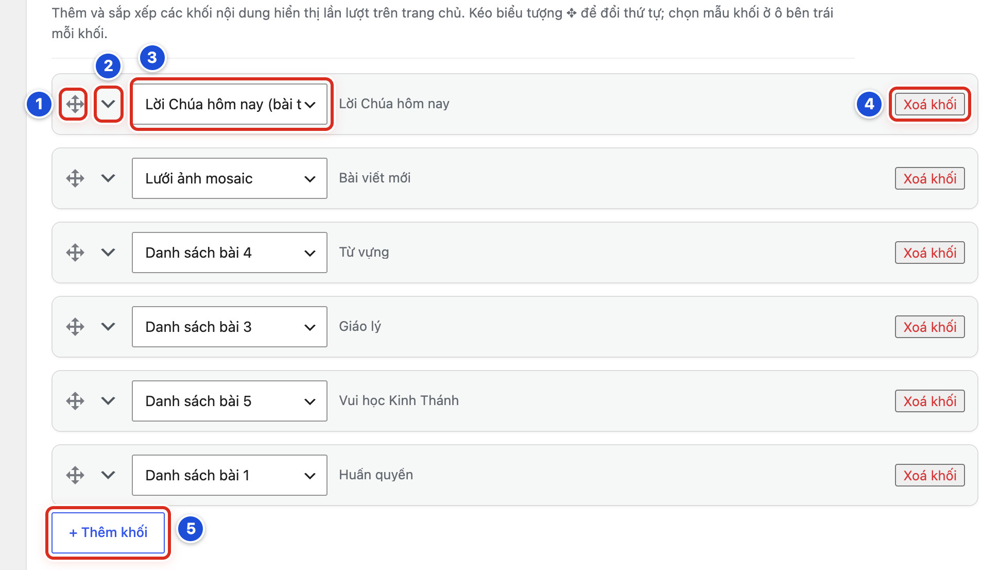 Thêm và sắp xếp các khối nội dung hiển thị lần lượt trên trang chủ. Kéo biểu tượng ✥ để đổi thứ tự; chọn mẫu khối ở ô bên trái
mỗi khối.
2 3
1 Lời Chúa hôm nay (bài t Lời Chúa hôm nay 4 Xoá khối
Lưới ảnh mosaic Bài viết mới Xoá khối
Danh sách bài 4 Từ vựng Xoá khối
Danh sách bài 3 Giáo lý Xoá khối
Danh sách bài 5 Vui học Kinh Thánh Xoá khối
Danh sách bài 1 Huấn quyền Xoá khối
+ Thêm khối 5